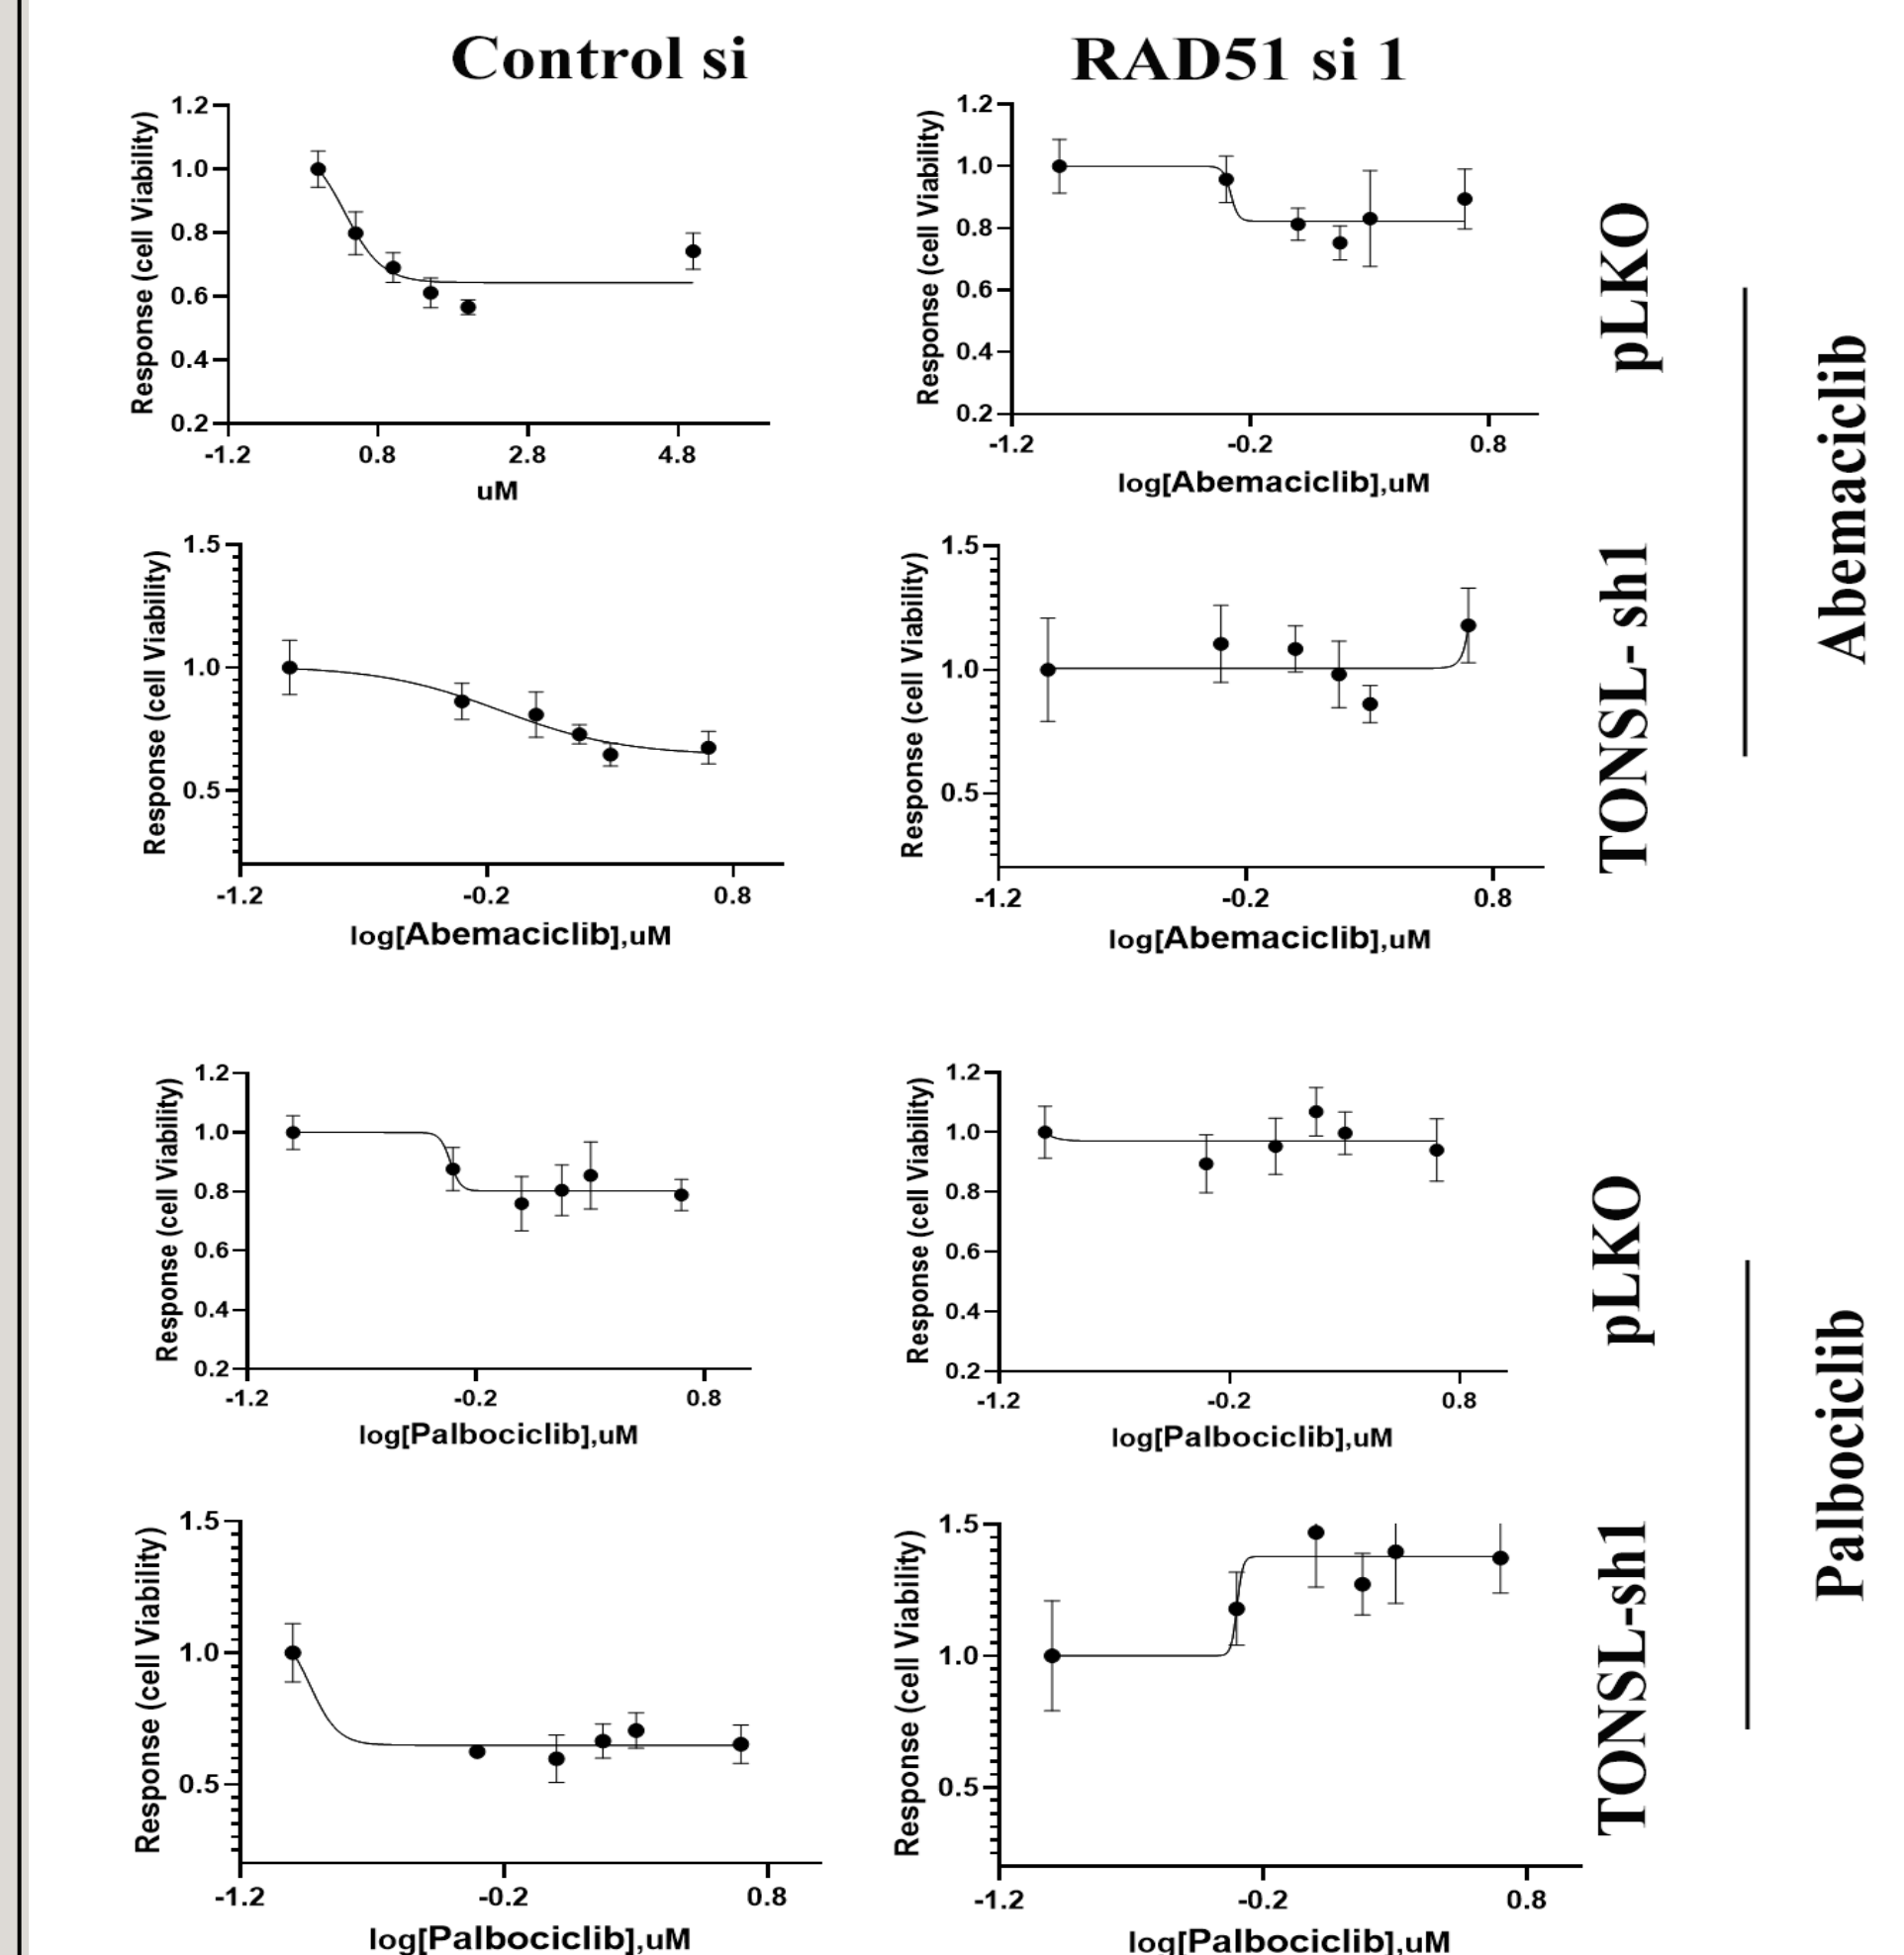 Control si
RAD51 si 1
Response (cell Viability)
1.2
1.0
0.8
0.6
0.4
0.2
-1.2 0.8 2.8 4.8
uM
Response (cell Viability)
1.2
1.0
0.8
0.6
0.4
0.2
-1.2 -0.2 0.8
log[Abemaciclib],uM
pLKO
Abemaciclib
Response (cell Viability)
1.5
1.0
0.5
-1.2 -0.2 0.8
log[Abemaciclib],uM
Response (cell Viability)
1.5
1.0
0.5
-1.2 -0.2 0.8
log[Abemaciclib],uM
TONSL- sh1
Response (cell Viability)
1.2
1.0
0.8
0.6
0.4
0.2
-1.2 -0.2 0.8
log[Palbociclib],uM
Response (cell Viability)
1.2
1.0
0.8
0.6
0.4
0.2
-1.2 -0.2 0.8
log[Palbociclib],uM
pLKO
Palbociclib
Response (cell Viability)
1.5
1.0
0.5
-1.2 -0.2 0.8
log[Palbociclib],uM
Response (cell Viability)
1.5
1.0
0.5
-1.2 -0.2 0.8
log[Palbociclib],uM
TONSL-sh1